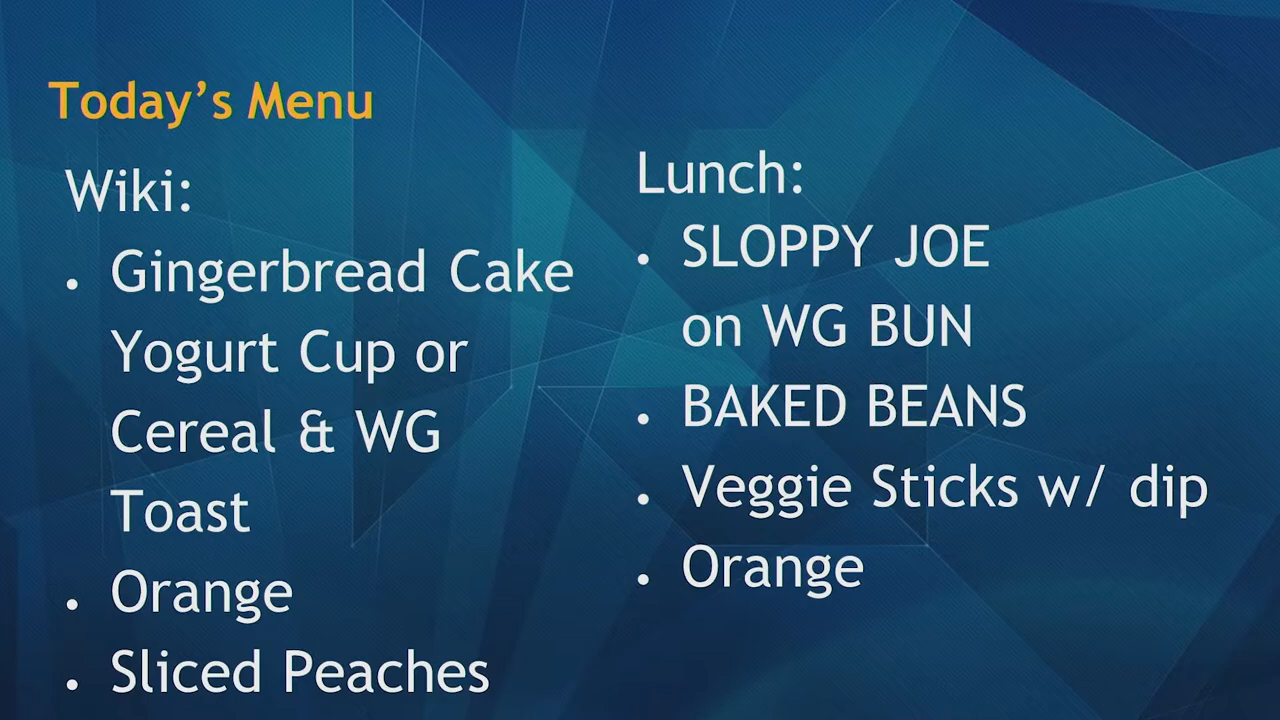 Today’s Menu
Wiki:
. Gingerbread Cake
Yogurt Cup or
Cereal & WG
Toast
. Orange
. Sliced Peaches
Lunch:
. SLOPPY JOE
on WG BUN
. BAKED BEANS
. Veggie Sticks w/ dip
. Orange